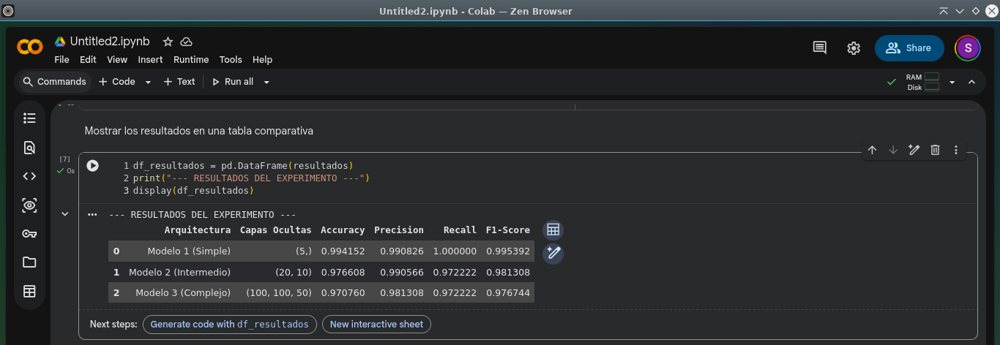 Untitled2.ipynb - Colab — Zen Browser
Untitled2.ipynb
File Edit View Insert Runtime Tools Help
Share
S
Commands + Code + Text Run all
RAM
Disk
Mostrar los resultados en una tabla comparativa
[7]
0s
1 df_resultados = pd.DataFrame(resultados)
2 print("--- RESULTADOS DEL EXPERIMENTO ---")
3 display(df_resultados)
--- RESULTADOS DEL EXPERIMENTO ---
Arquitectura Capas Ocultas Accuracy Precision Recall F1-Score
0 Modelo 1 (Simple) (5,) 0.994152 0.990826 1.000000 0.995392
1 Modelo 2 (Intermedio) (20, 10) 0.976608 0.990566 0.972222 0.981308
2 Modelo 3 (Complejo) (100, 100, 50) 0.970760 0.981308 0.972222 0.976744
Next steps: Generate code with df_resultados New interactive sheet